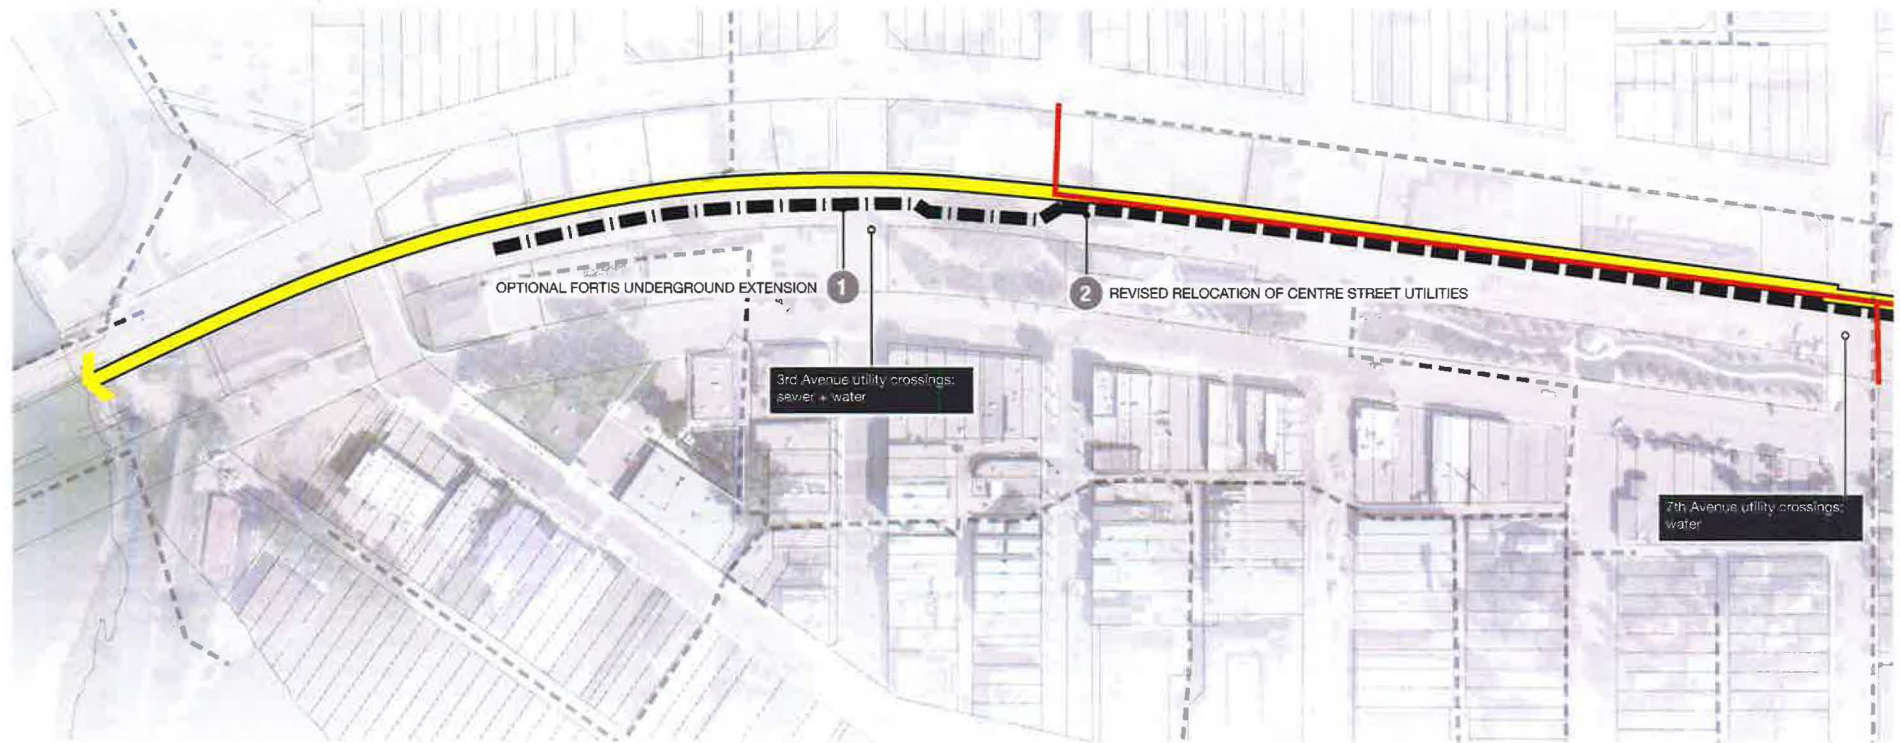 OPTIONAL FORTIS UNDERGROUND EXTENSION
1
2
REVISED RELOCATION OF CENTRE STREET UTILITIES
3rd Avenue utility crossings:
sewer + water
7th Avenue utility crossings:
water